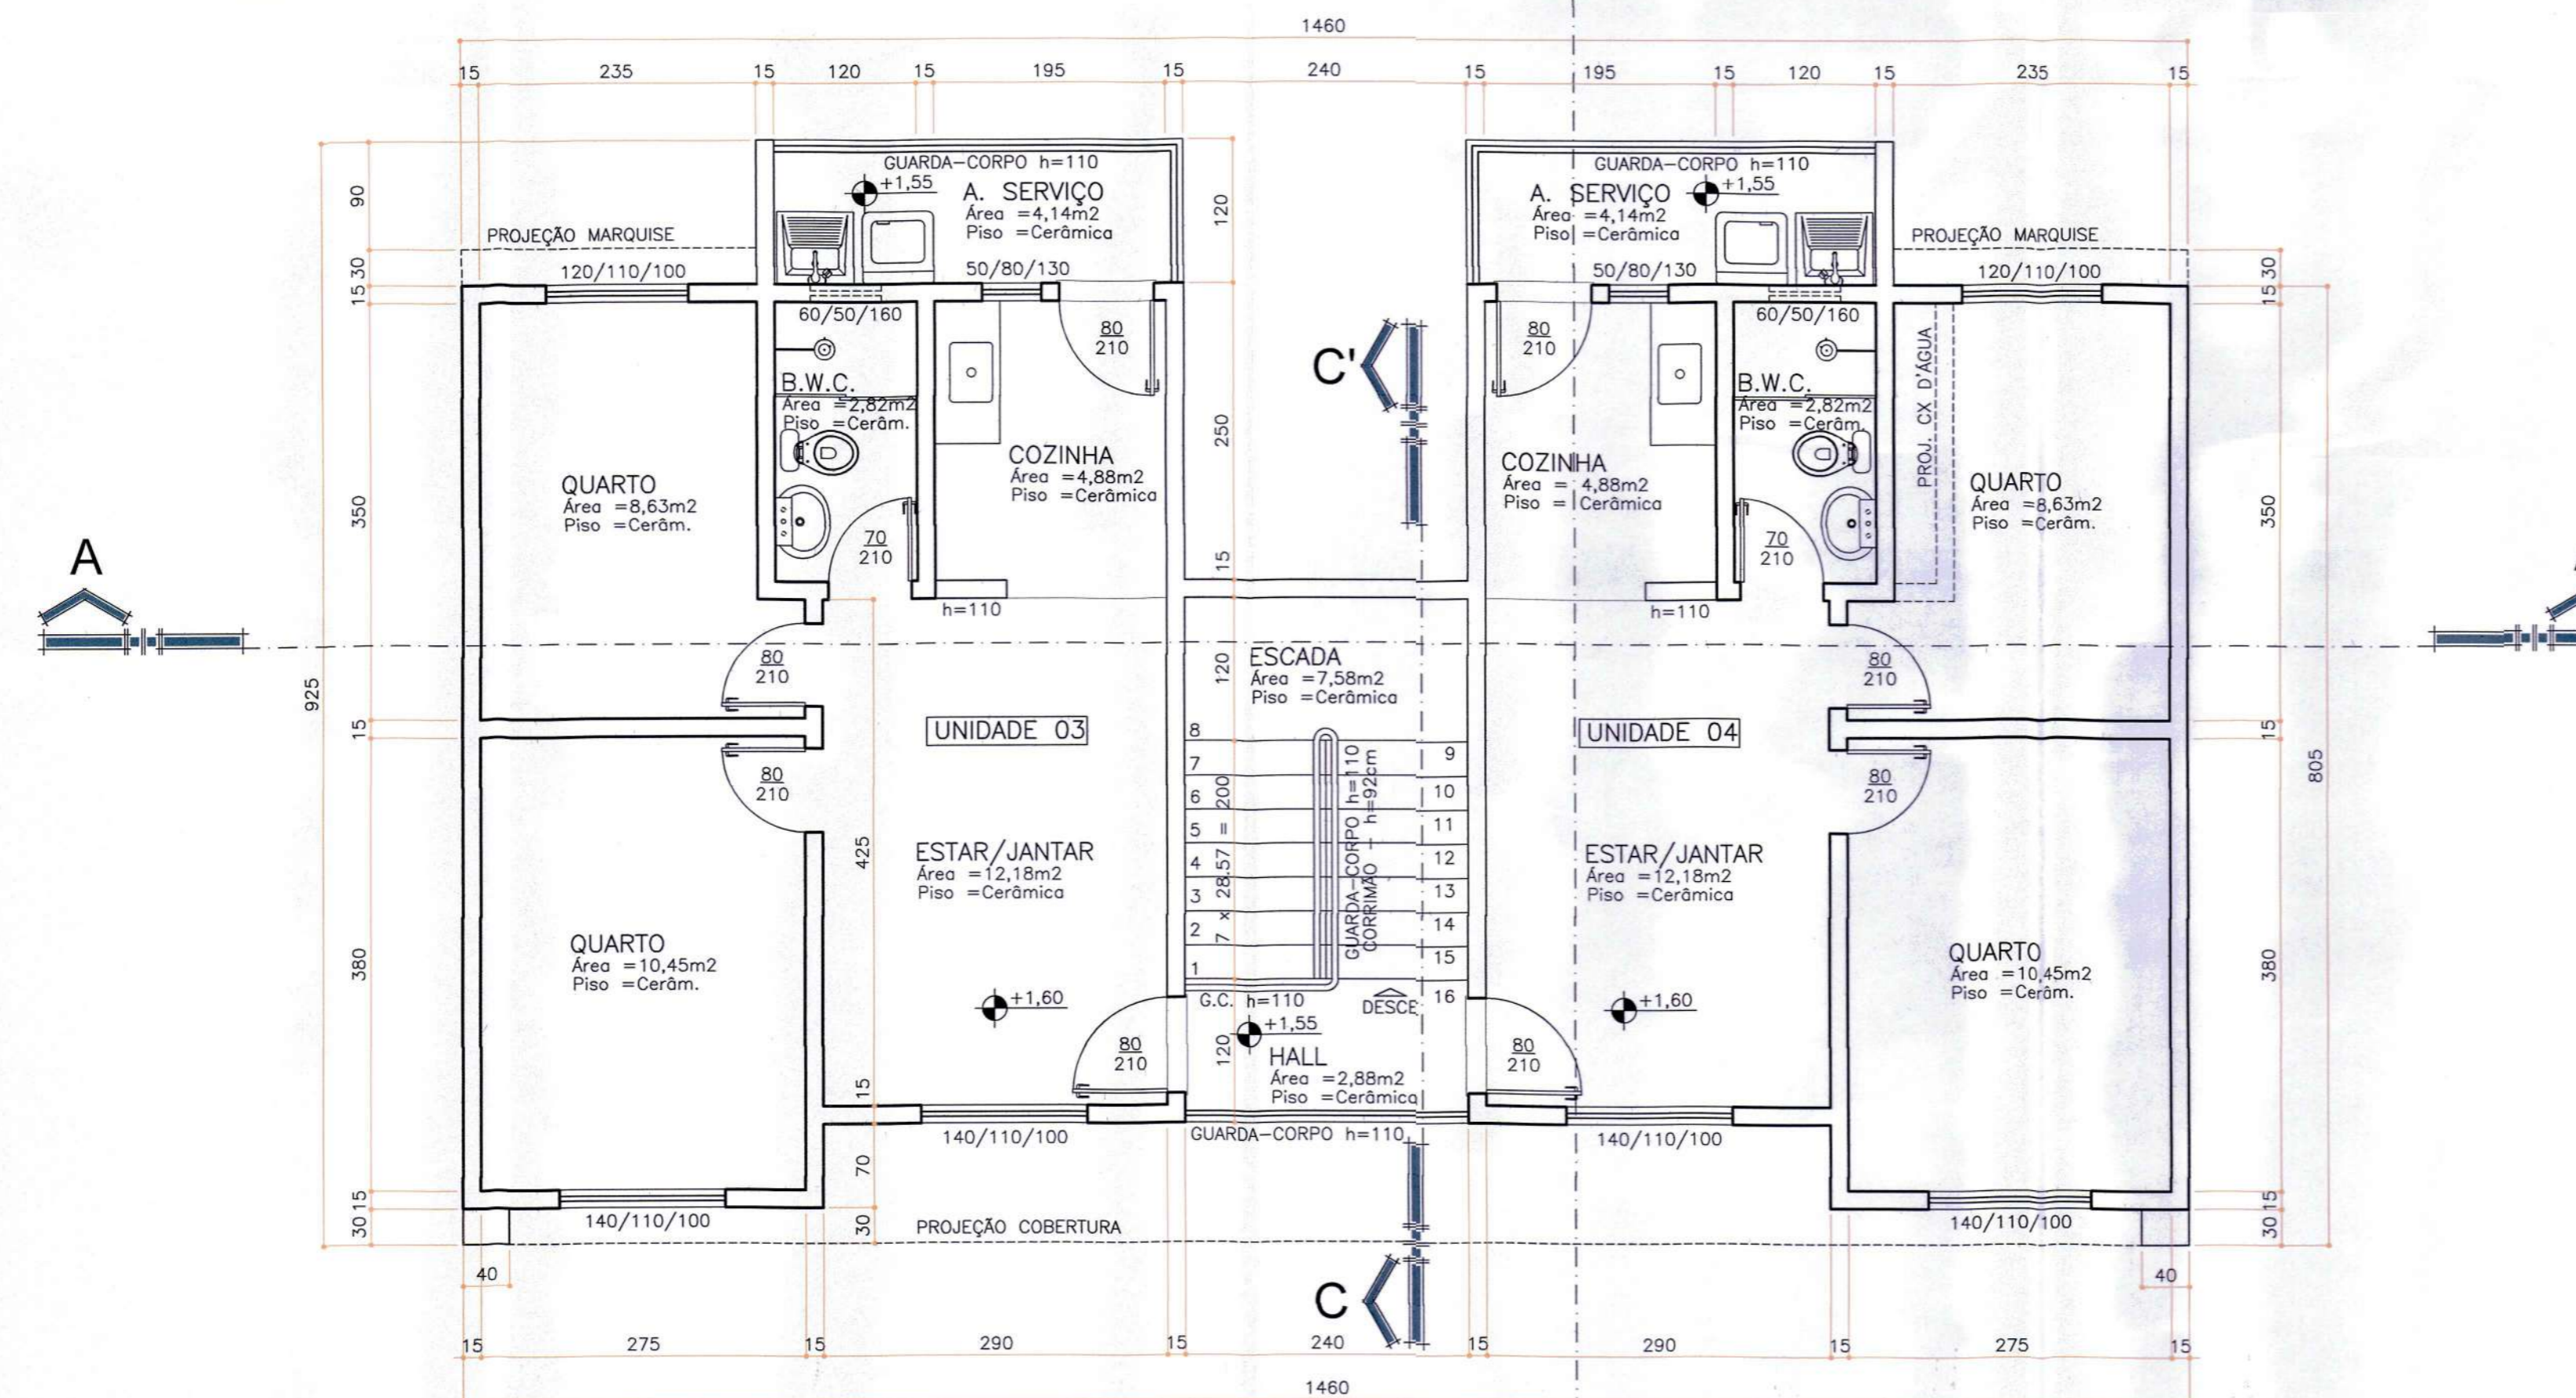 1460
15 235 15 120 15 195 15 240 15 195 15 120 15 235 15
GUARDA-CORPO h=110
+1,55
A. SERVIÇO
Área =4,14m2
Piso =Cerâmica
GUARDA-CORPO h=110
A. SERVIÇO
+1,55
Área =4,14m2
Piso =Cerâmica
90
120
PROJEÇÃO MARQUISE
PROJEÇÃO MARQUISE
30
15
120/110/100
50/80/130
50/80/130
120/110/100
30
15
60/50/160
60/50/160
80
210
80
210
C'
PROJ. CX D'ÁGUA
B.W.C.
Área =2,82m2
Piso =Cerâm.
B.W.C.
Área =2,82m2
Piso =Cerâm.
250
COZINHA
Área =4,88m2
Piso =Cerâmica
COZINHA
Área = 4,88m2
Piso = Cerâmica
QUARTO
Área =8,63m2
Piso =Cerâm.
QUARTO
Área =8,63m2
Piso =Cerâm.
350
350
70
210
70
210
15
A
h=110
h=110
925
80
210
120
ESCADA
Área =7,58m2
Piso =Cerâmica
80
210
15
UNIDADE 03
UNIDADE 04
15
805
80
210
80
210
8
7
6
5
4
3
2
1
7 x 28.57 = 200
GUARDA-CORPO h=110
CORRIMÃO - h=92cm
9
10
11
12
13
14
15
16
425
ESTAR/JANTAR
Área =12,18m2
Piso =Cerâmica
ESTAR/JANTAR
Área =12,18m2
Piso =Cerâmica
380
QUARTO
Área =10,45m2
Piso =Cerâm.
QUARTO
Área =10,45m2
Piso =Cerâm.
380
+1,60
G.C. h=110
DESCE
+1,60
+1,55
80
210
120
HALL
Área =2,88m2
Piso =Cerâmica
80
210
15
140/110/100
GUARDA-CORPO h=110
140/110/100
70
15
30
140/110/100
30
PROJEÇÃO COBERTURA
140/110/100
15
30
40
C
40
15 275 15 290 15 240 15 290 15 275 15
1460